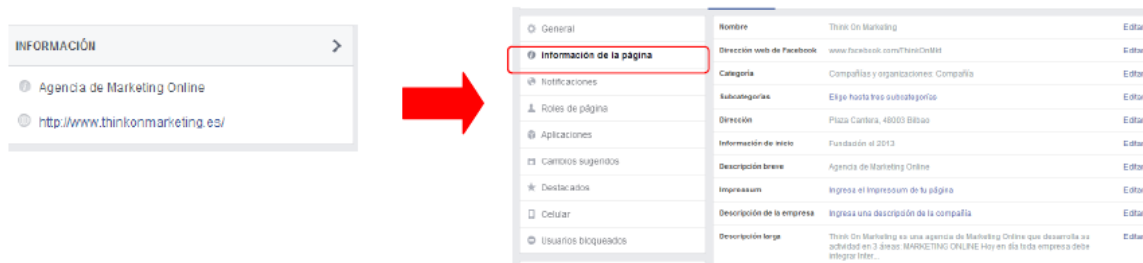 INFORMACIÓN
Agencia de Marketing Online
http://www.thinkonmarketing.es/
General
Información de la página
Notificaciones
Roles de página
Aplicaciones
Cambios sugeridos
Destacados
Celular
Usuarios bloqueados
Nombre Think On Marketing Editar
Dirección web de Facebook www.facebook.com/ThinkOnMkt Editar
Categoría Compañías y organizaciones: Compañía Editar
Subcategorías Elige hasta tres subcategorías Editar
Dirección Plaza Cantera, 48003 Bilbao Editar
Información de inicio Fundación el 2013 Editar
Descripción breve Agencia de Marketing Online Editar
Impressum Ingresa el Impressum de tu página Editar
Descripción de la empresa Ingresa una descripción de la compañía Editar
Descripción larga Think On Marketing es una agencia de Marketing Online que desarrolla su Editar
actividad en 3 áreas: MARKETING ONLINE Hoy en día toda empresa debe
integrar Inter...